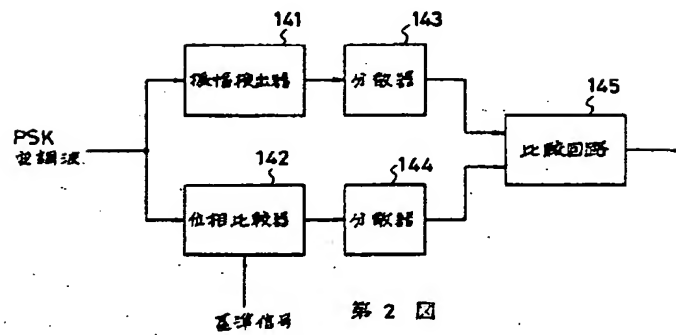 141
143
振幅検出器
分散器
145
PSK
変調波
比較回路
142
144
位相比較器
分散器
基準信号
第 2 図